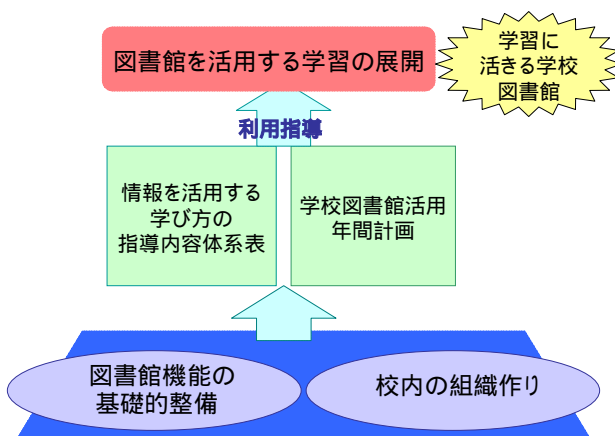 図書館を活用する学習の展開
学習に
活きる学校
図書館
利用指導
情報を活用する
学び方の
指導内容体系表
学校図書館活用
年間計画
図書館機能の
基礎的整備
校内の組織作り